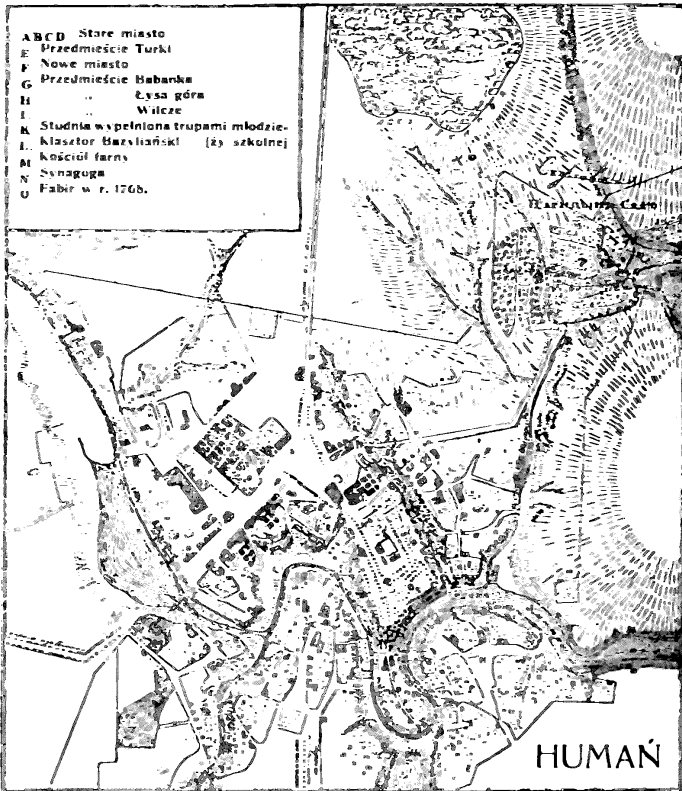 A B C D Stare miasto
E Przedmieście Turki
F Nowe miasto
G Przedmieście Babanka
H „ Łysa góra
I „ Wilcze
K Studnia wypełniona trupami młodzie-
L Klasztor Bazyliański [ży szkolnej
M Kościół farny
N Synagoga
O Fabir w r. 1768.
HUMAŃ